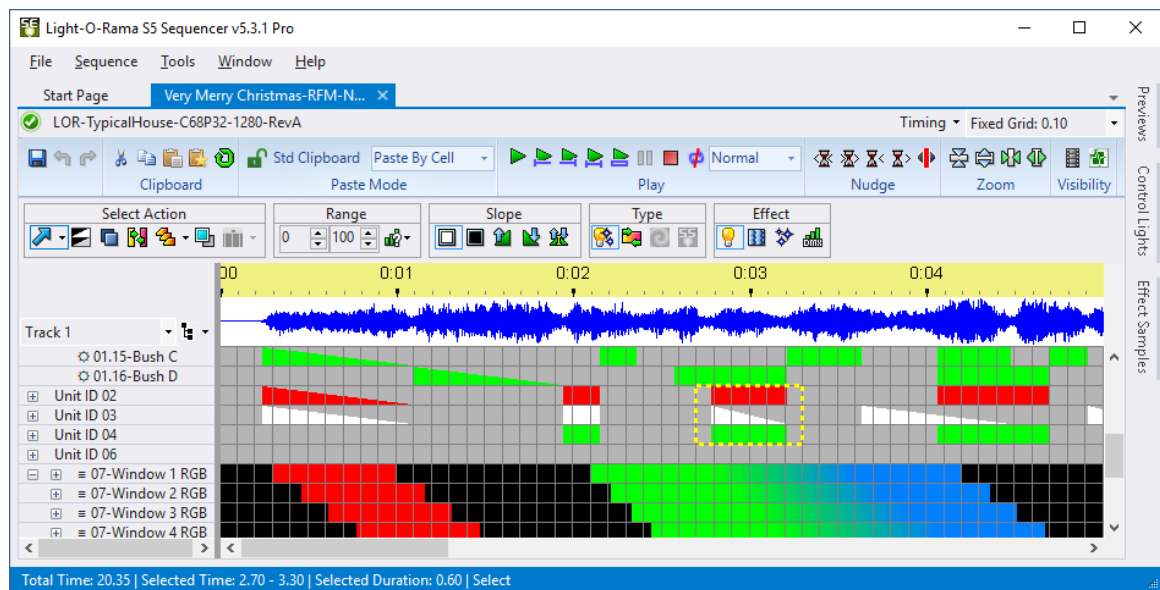 Light-O-Rama S5 Sequencer v5.3.1 Pro
File Sequence Tools Window Help
Start Page Very Merry Christmas-RFM-N...
LOR-TypicalHouse-C68P32-1280-RevA Timing Fixed Grid: 0.10
Std Clipboard Paste By Cell Normal
Clipboard Paste Mode Play Nudge Zoom Visibility
Select Action Range Slope Type Effect
0 100 S5 DMX
00 0:01 0:02 0:03 0:04
Track 1
01.15-Bush C
01.16-Bush D
Unit ID 02
Unit ID 03
Unit ID 04
Unit ID 06
07-Window 1 RGB
07-Window 2 RGB
07-Window 3 RGB
07-Window 4 RGB
Previews
Control Lights
Effect Samples
Total Time: 20.35 | Selected Time: 2.70 - 3.30 | Selected Duration: 0.60 | Select